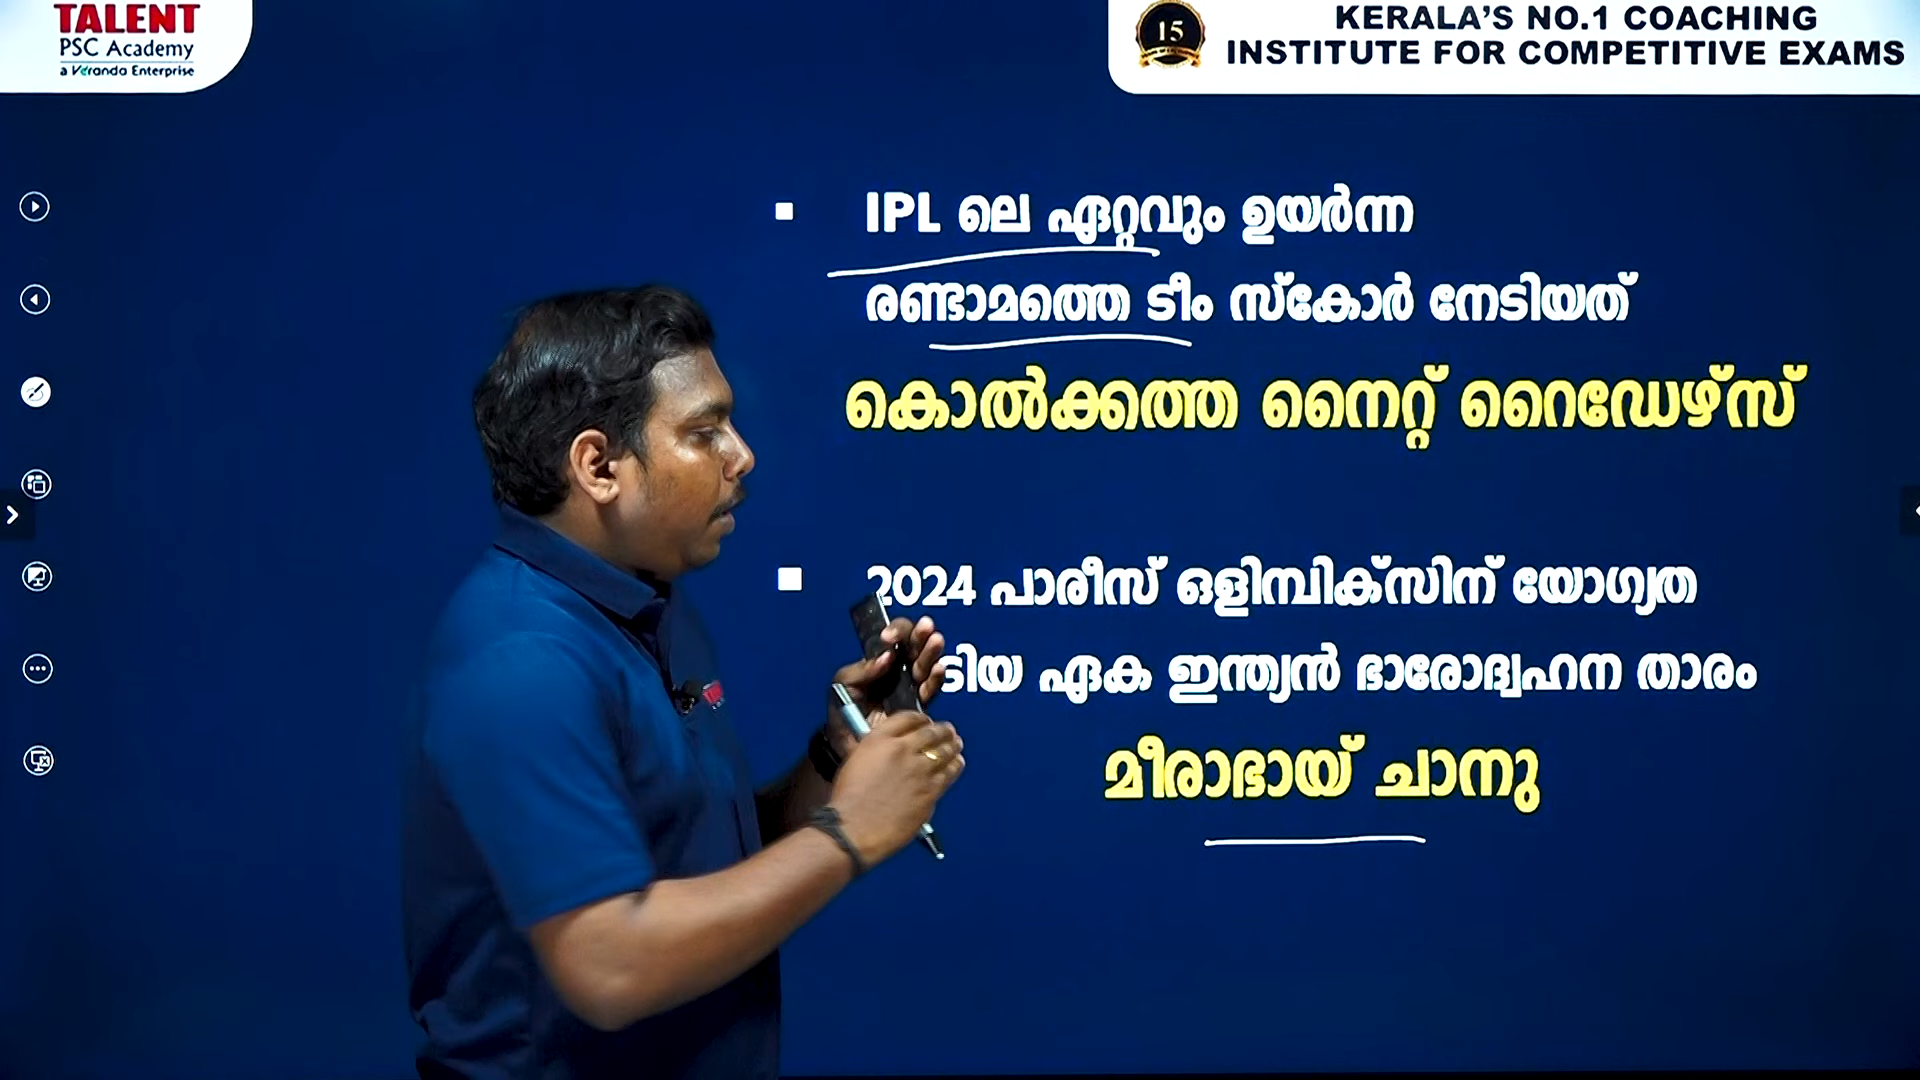 TALENT
PSC Academy
a Veranda Enterprise
15
KERALA'S NO.1 COACHING
INSTITUTE FOR COMPETITIVE EXAMS
IPL ലെ ഏറ്റവും ഉയർന്ന
രണ്ടാമത്തെ ടീം സ്കോർ നേടിയത്
കൊൽക്കത്ത നൈറ്റ് റൈഡേഴ്സ്
2024 പാരീസ് ഒളിമ്പിക്സിന് യോഗ്യത
ഏക ഇന്ത്യൻ ഭാരോദ്വഹന താരം
മീരാഭായ് ചാനു